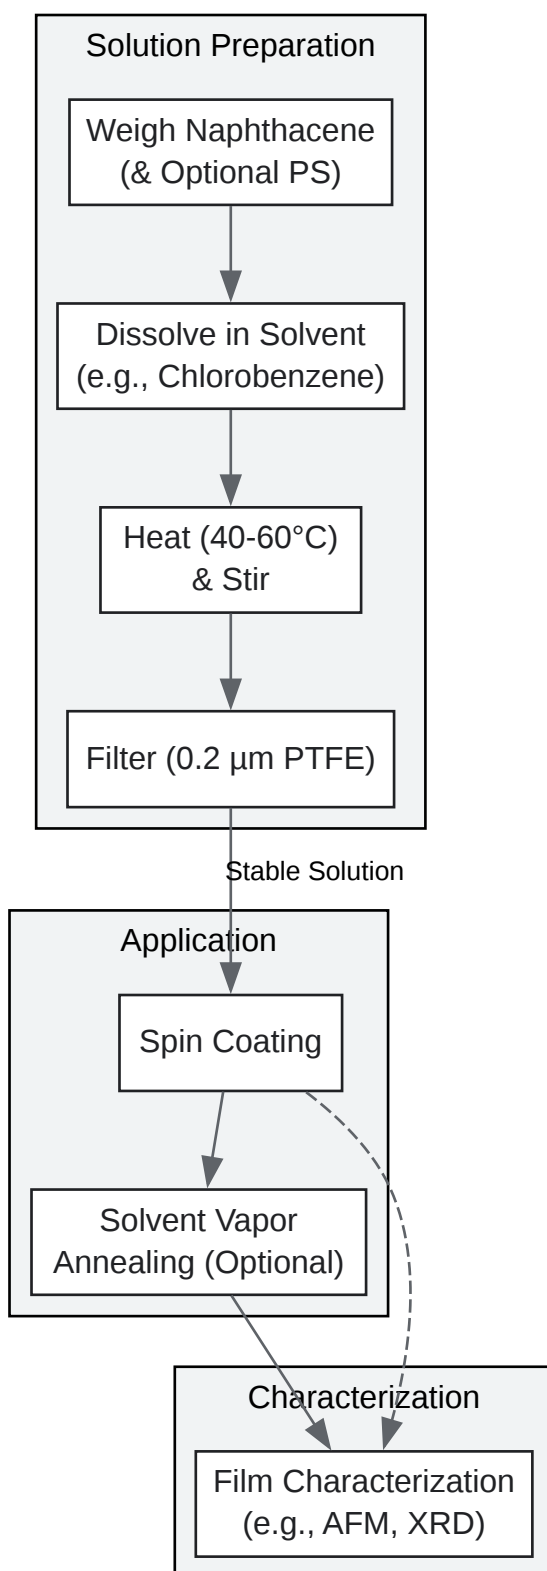 Solution Preparation
Weigh Naphthacene
(& Optional PS)
Dissolve in Solvent
(e.g., Chlorobenzene)
Heat (40-60°C)
& Stir
Filter (0.2 µm PTFE)
Stable Solution
Application
Spin Coating
Solvent Vapor
Annealing (Optional)
Characterization
Film Characterization
(e.g., AFM, XRD)